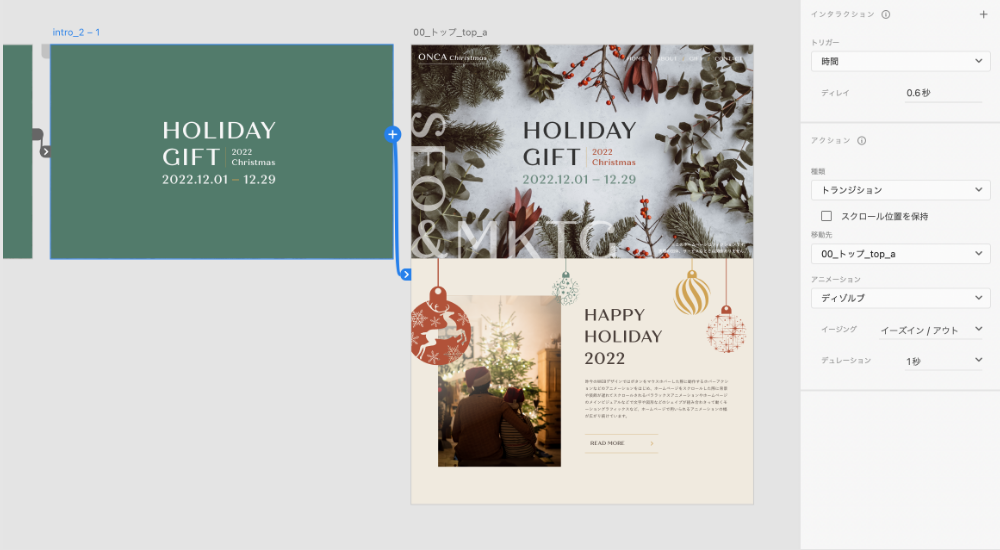 intro_2 – 1
HOLIDAY
GIFT
2022
Christmas
2022.12.01 – 12.29
00_トップ_top_a
ONCA Christmas
HOME
ABOUT
CONTACT
SEO
&MKTG
HOLIDAY
GIFT
2022
Christmas
2022.12.01 – 12.29
HAPPY
HOLIDAY
2022
READ MORE
インタラクション
トリガー
時間
ディレイ 0.6 秒
アクション
種類
トランジション
スクロール位置を保持
移動先
00_トップ_top_a
アニメーション
ディゾルブ
イージング イーズイン / アウト
デュレーション 1 秒